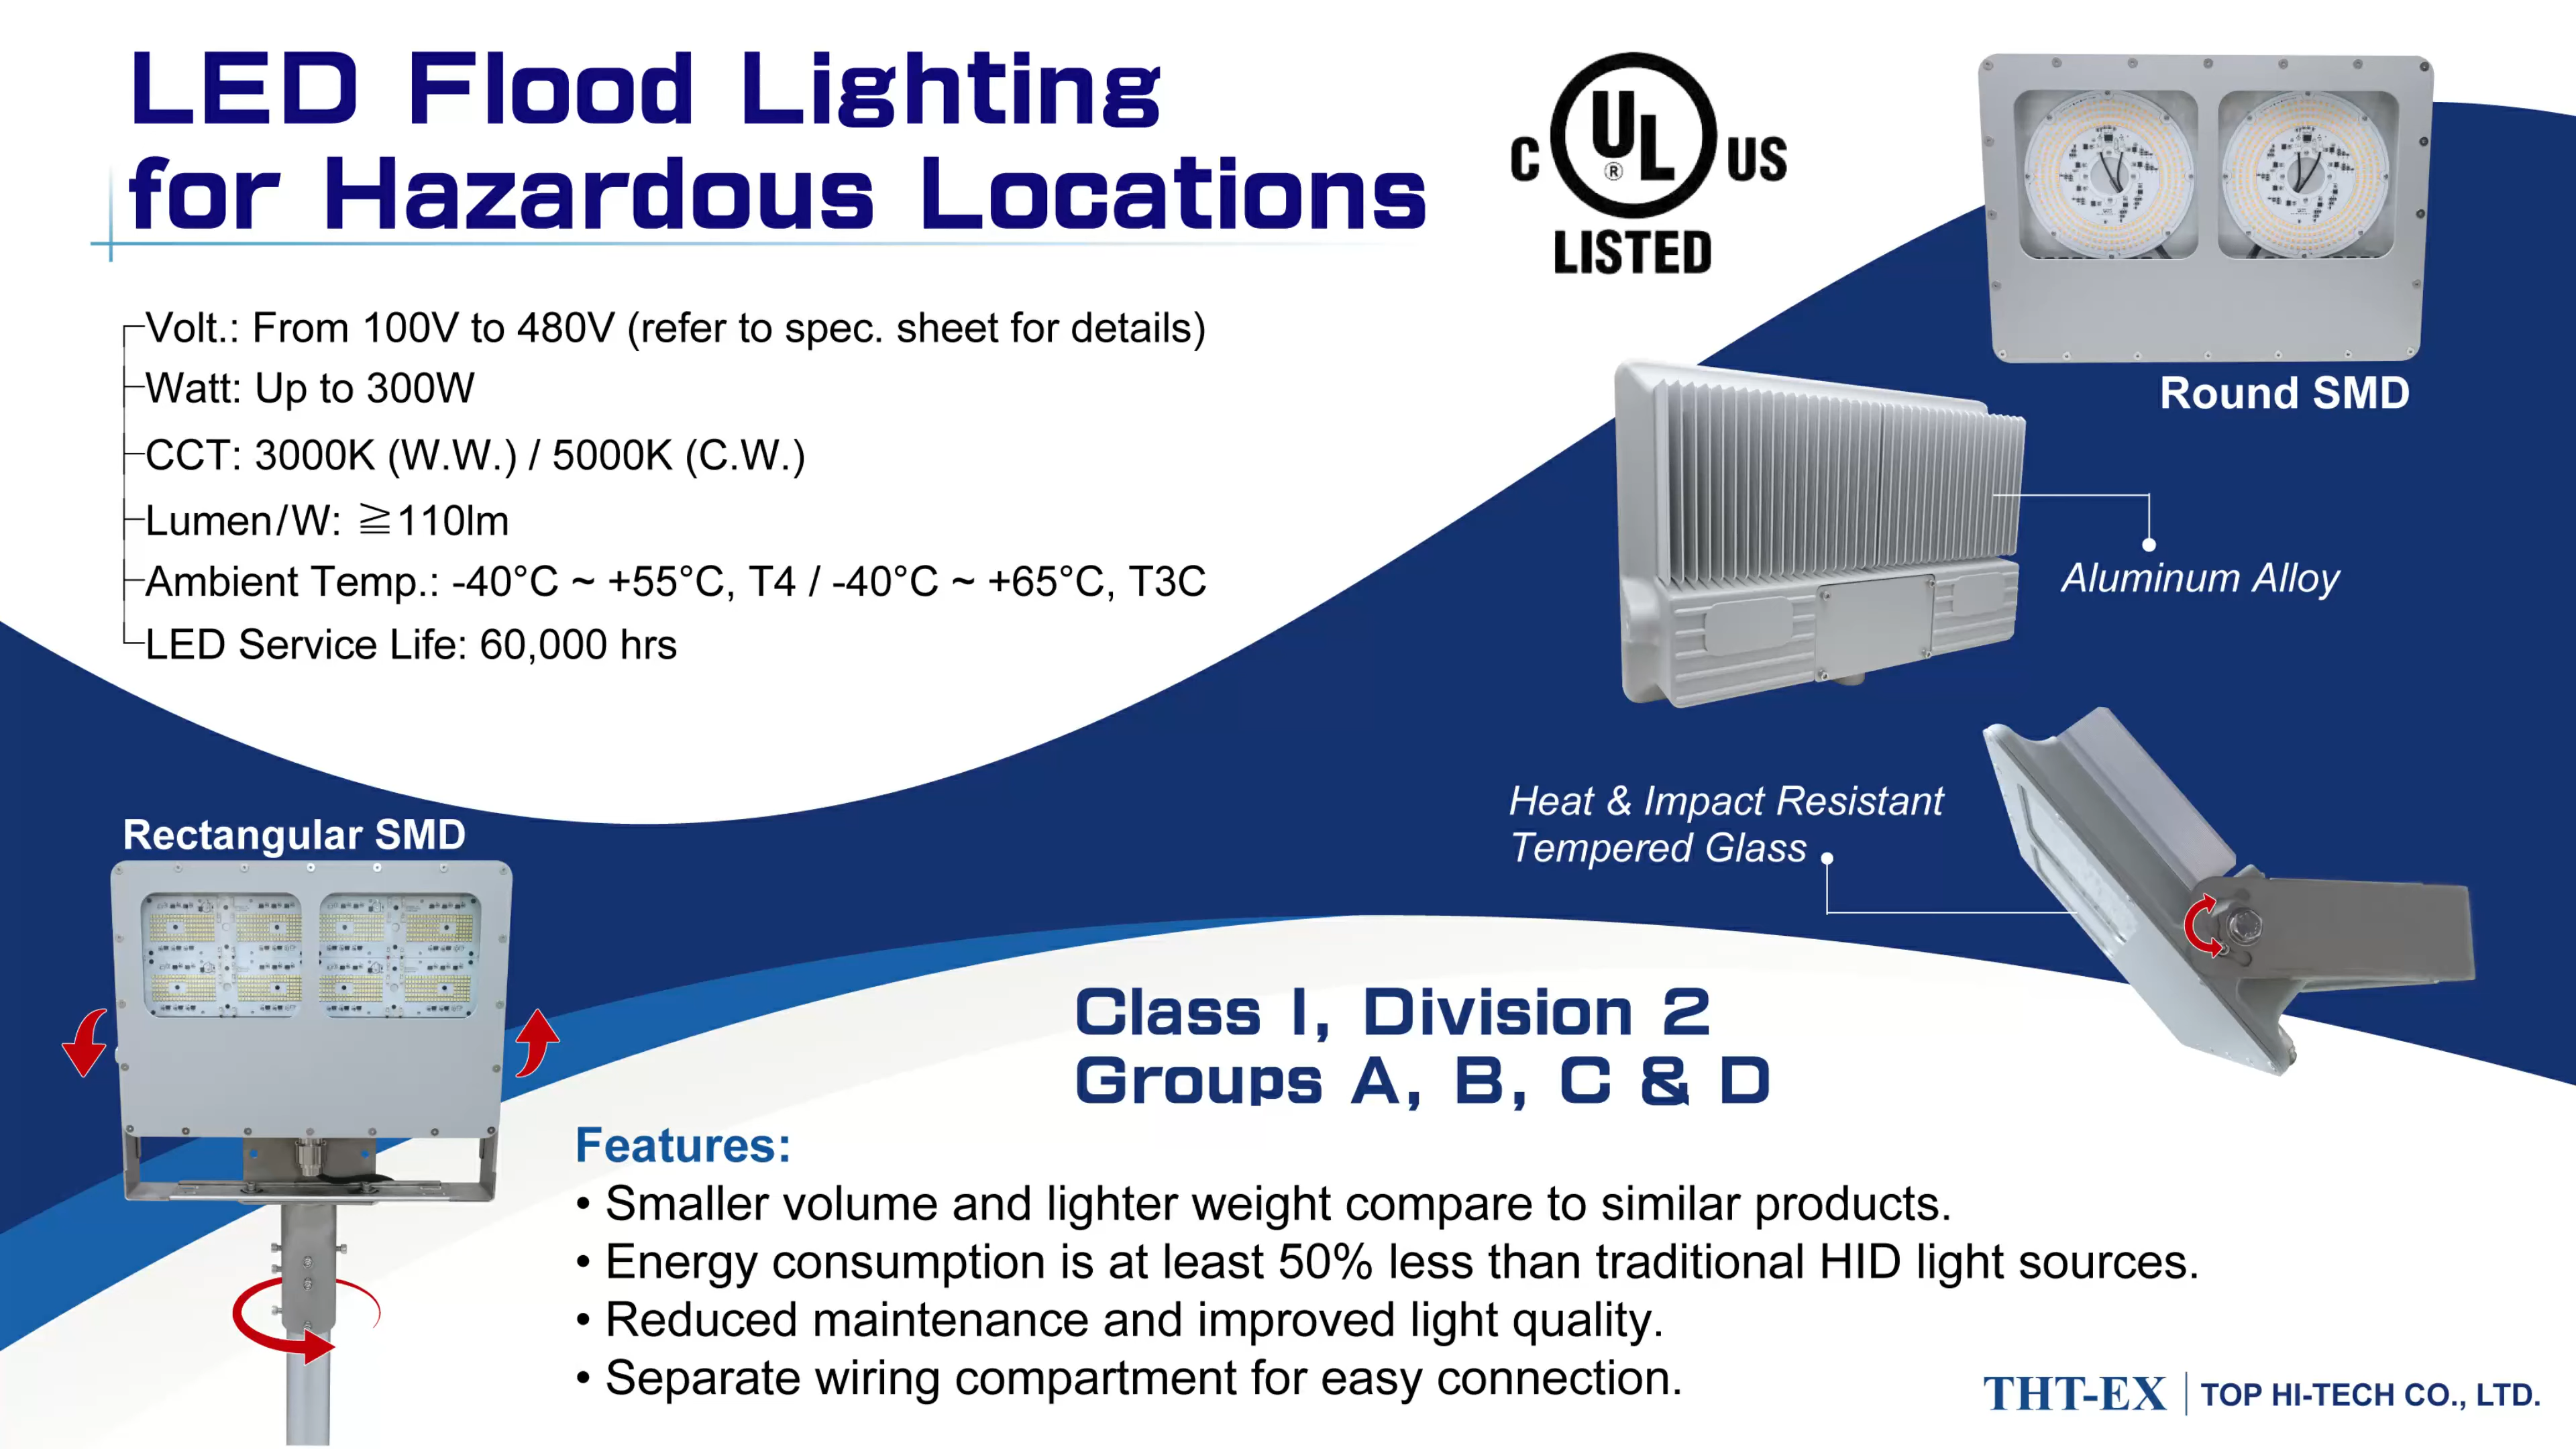 LED Flood Lighting
for Hazardous Locations
C UL ® US
LISTED
Volt.: From 100V to 480V (refer to spec. sheet for details)
Watt: Up to 300W
CCT: 3000K (W.W.) / 5000K (C.W.)
Lumen/W: ≧110lm
Ambient Temp.: -40°C ~ +55°C, T4 / -40°C ~ +65°C, T3C
LED Service Life: 60,000 hrs
Round SMD
Aluminum Alloy
Heat & Impact Resistant
Tempered Glass
Rectangular SMD
Class I, Division 2
Groups A, B, C & D
Features:
• Smaller volume and lighter weight compare to similar products.
• Energy consumption is at least 50% less than traditional HID light sources.
• Reduced maintenance and improved light quality.
• Separate wiring compartment for easy connection.
THT-EX | TOP HI-TECH CO., LTD.